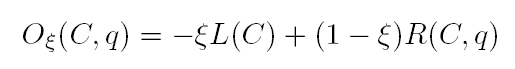 O_ξ(C, q) = −ξL(C) + (1 − ξ)R(C, q)